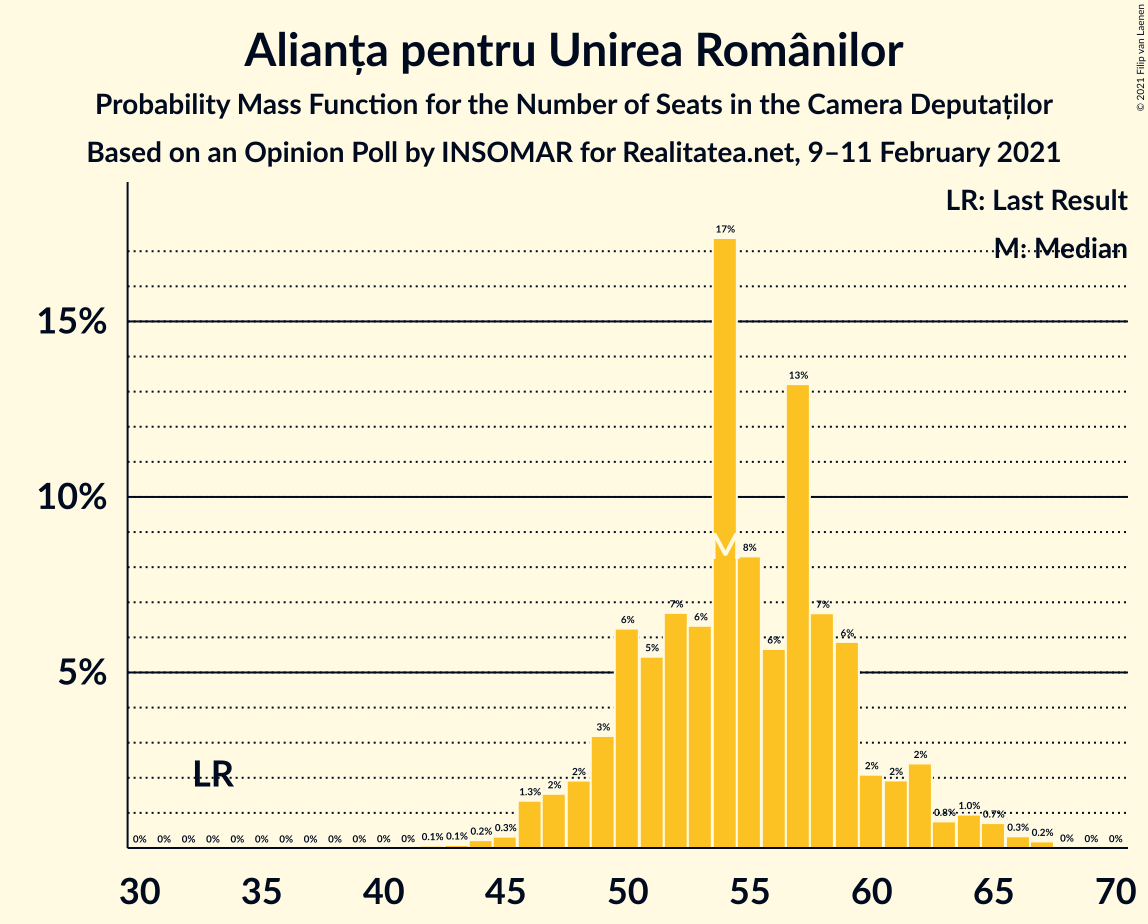 Alianța pentru Unirea Românilor
Probability Mass Function for the Number of Seats in the Camera Deputaților
Based on an Opinion Poll by INSOMAR for Realitatea.net, 9–11 February 2021
© 2021 Filip van Laenen
LR: Last Result
M: Median
15%
10%
5%
LR
M
0% 0% 0% 0% 0% 0% 0% 0% 0% 0% 0% 0% 0.1% 0.1% 0.2% 0.3% 1.3% 2% 2% 3% 6% 5% 7% 6% 17% 8% 6% 13% 7% 6% 2% 2% 2% 0.8% 1.0% 0.7% 0.3% 0.2% 0% 0% 0%
30 35 40 45 50 55 60 65 70